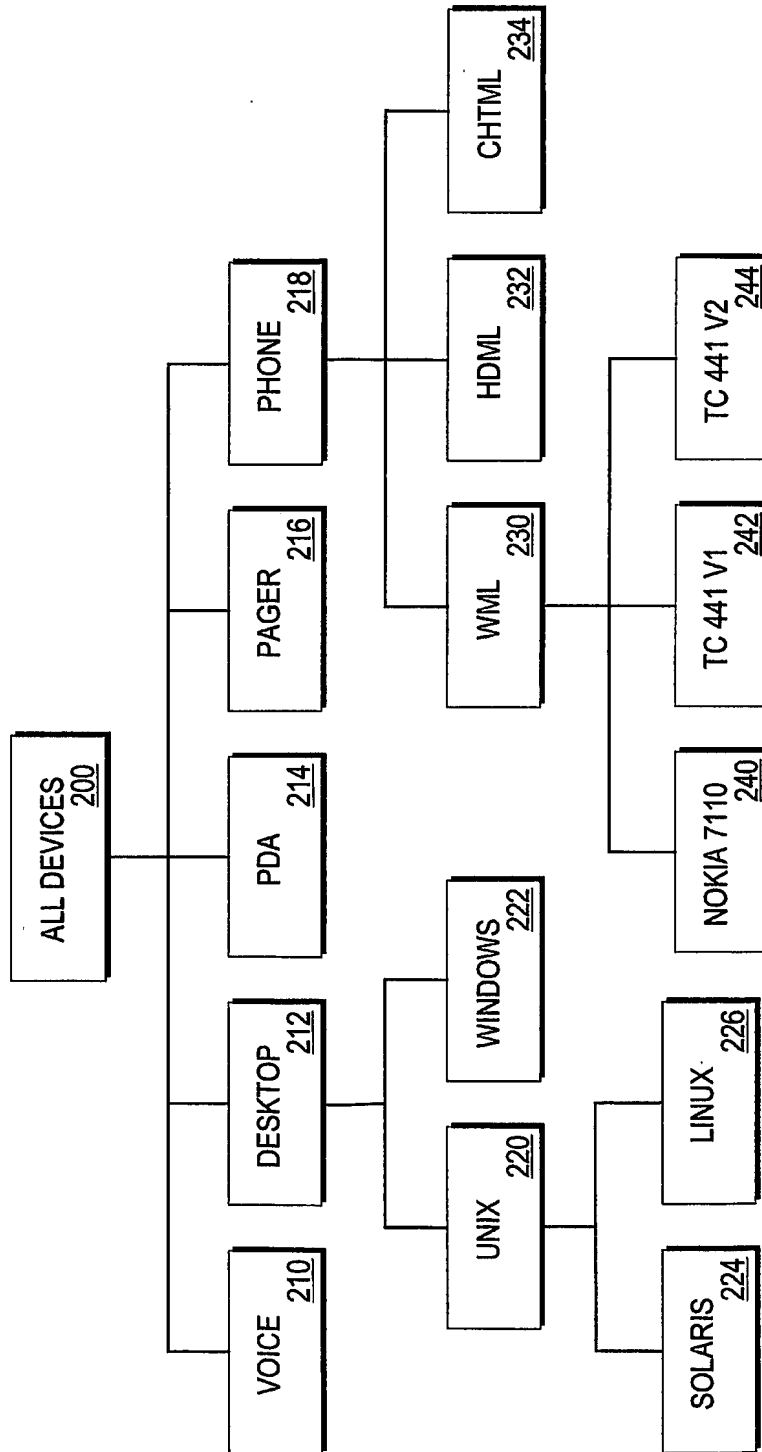 ALL DEVICES
200
VOICE
210
DESKTOP
212
PDA
214
PAGER
216
PHONE
218
UNIX
220
WINDOWS
222
WML
230
HDML
232
CHTML
234
SOLARIS
224
LINUX
226
NOKIA 7110
240
TC 441 V1
242
TC 441 V2
244